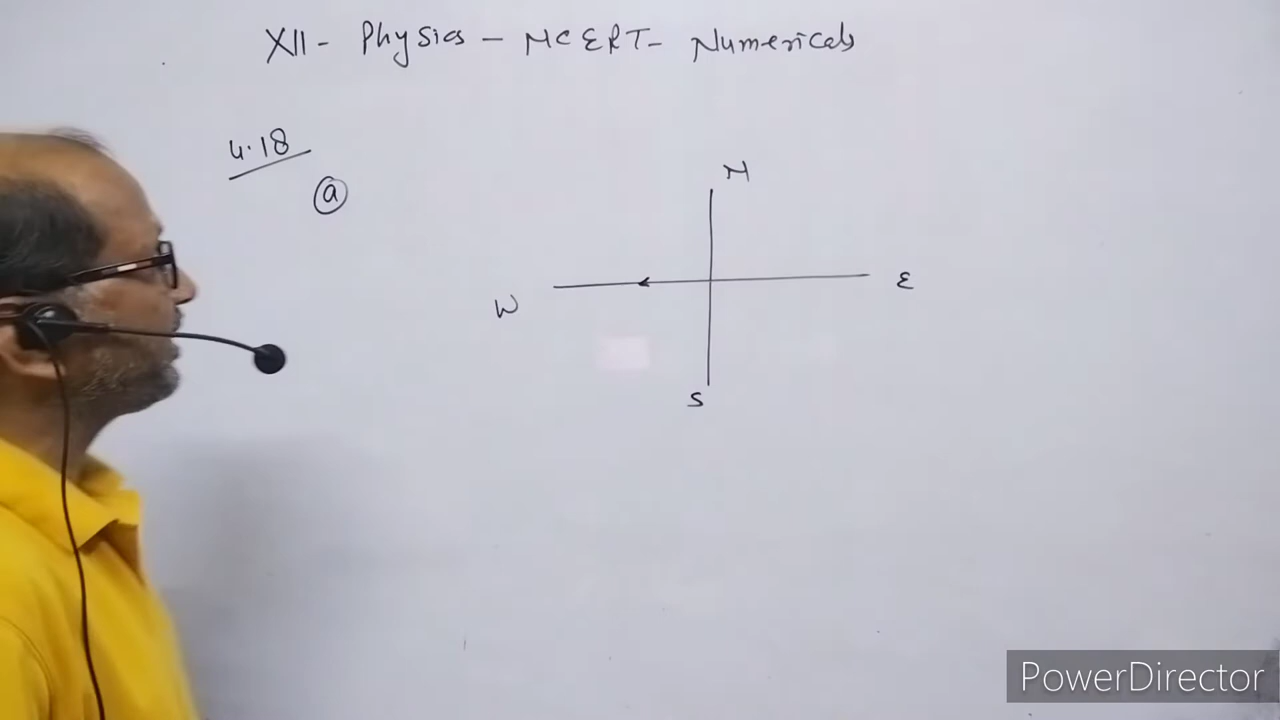 XII - Physics - NCERT - Numericals
4.18
(a)
N
W
E
S
PowerDirector